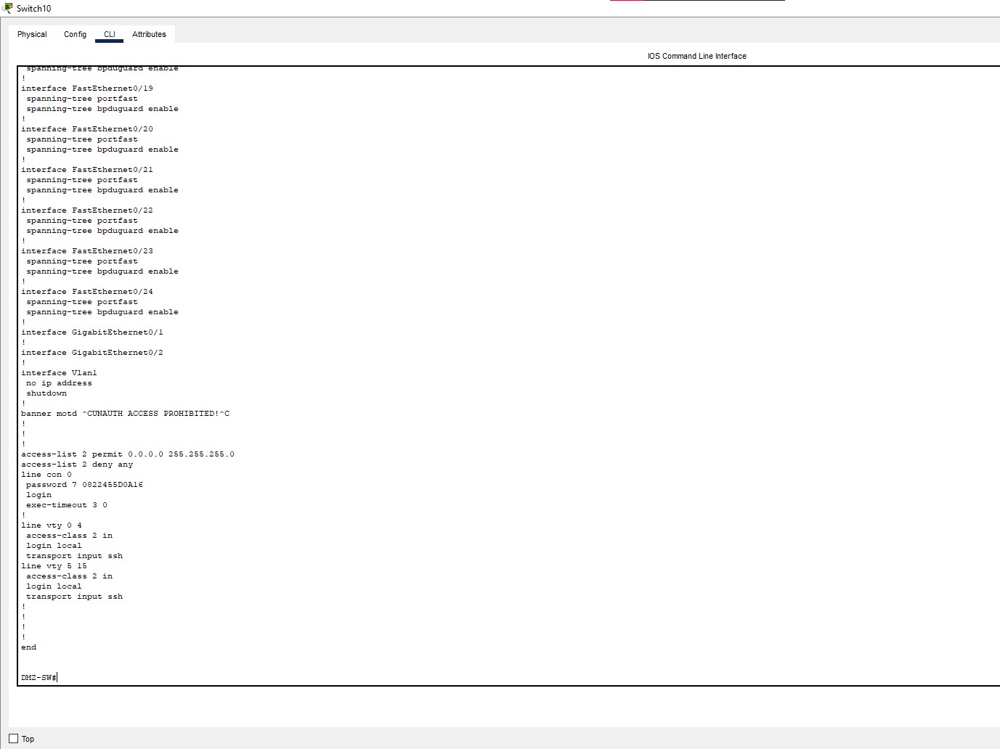 Switch10
Physical Config CLI Attributes
IOS Command Line Interface
spanning-tree bpduguard enable
!
interface FastEthernet0/19
spanning-tree portfast
spanning-tree bpduguard enable
!
interface FastEthernet0/20
spanning-tree portfast
spanning-tree bpduguard enable
!
interface FastEthernet0/21
spanning-tree portfast
spanning-tree bpduguard enable
!
interface FastEthernet0/22
spanning-tree portfast
spanning-tree bpduguard enable
!
interface FastEthernet0/23
spanning-tree portfast
spanning-tree bpduguard enable
!
interface FastEthernet0/24
spanning-tree portfast
spanning-tree bpduguard enable
!
interface GigabitEthernet0/1
!
interface GigabitEthernet0/2
!
interface Vlan1
no ip address
shutdown
!
banner motd ^CUNAUTH ACCESS PROHIBITED!^C
!
!
!
access-list 2 permit 0.0.0.0 255.255.255.0
access-list 2 deny any
line con 0
password 7 0822455D0A16
login
exec-timeout 3 0
!
line vty 0 4
access-class 2 in
login local
transport input ssh
line vty 5 15
access-class 2 in
login local
transport input ssh
!
!
!
!
end
DMZ-SW#
Top